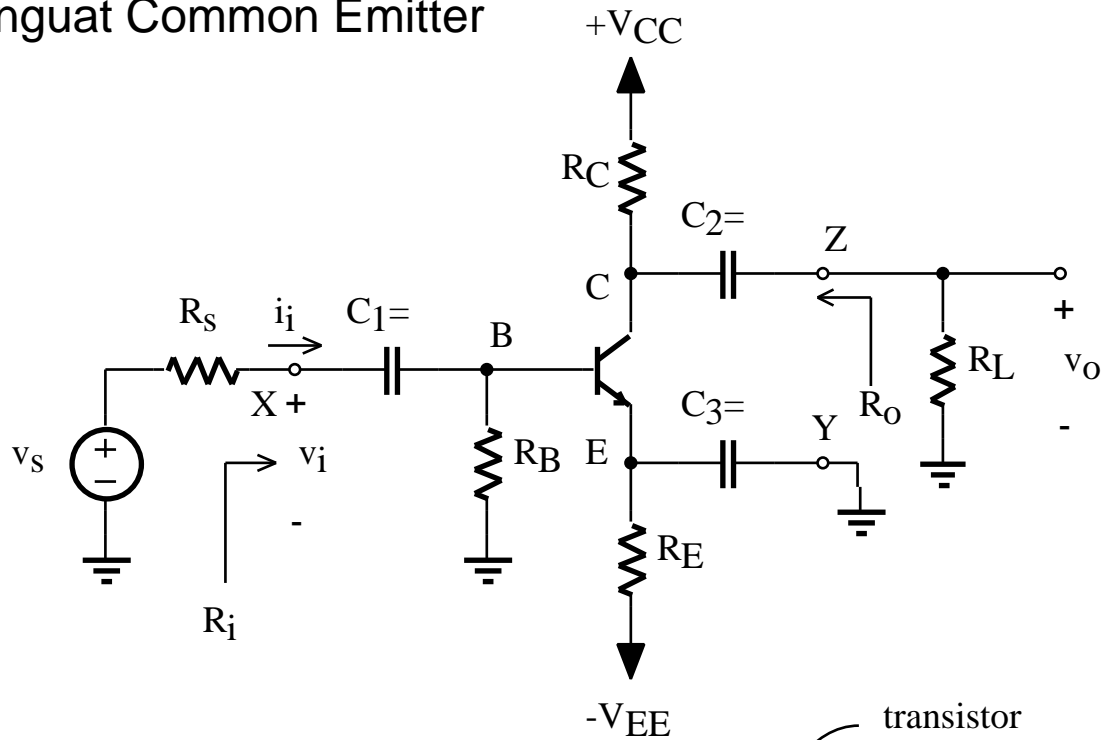 nguat Common Emitter
+VCC
RC
C2=
Z
C
Rs
ii
C1=
B
+
X +
RL
vo
C3=
Ro
Y
-
vs
+
−
vi
RB
E
-
RE
Ri
-VEE
transistor